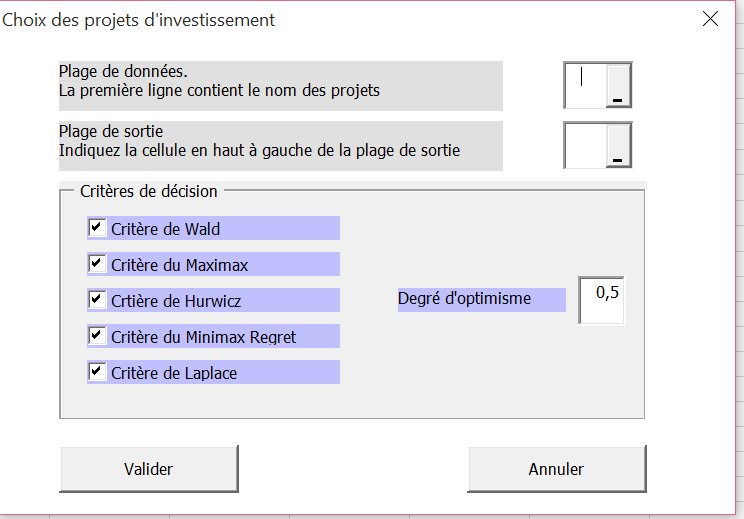 Choix des projets d'investissement
Plage de données.
La première ligne contient le nom des projets
Plage de sortie
Indiquez la cellule en haut à gauche de la plage de sortie
Critères de décision
Critère de Wald
Critère du Maximax
Crtière de Hurwicz
Degré d'optimisme
0,5
Critère du Minimax Regret
Critère de Laplace
Valider
Annuler